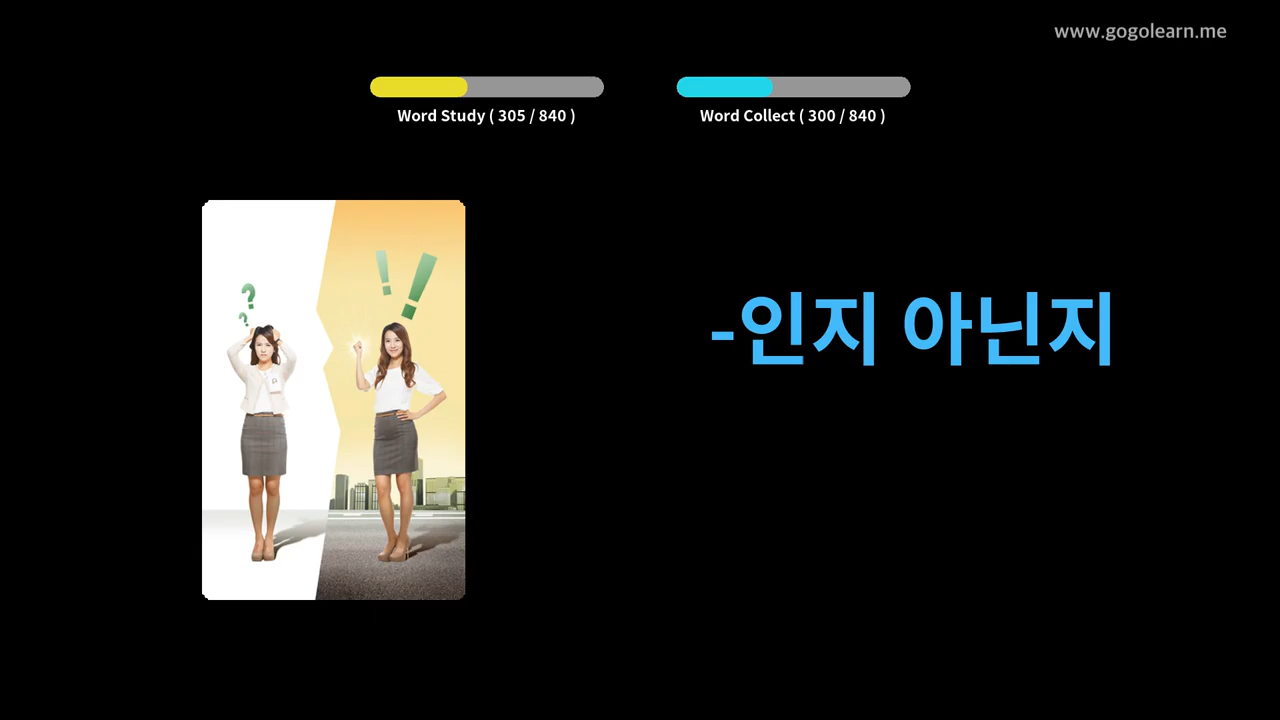 www.gogolearn.me
Word Study ( 305 / 840 )
Word Collect ( 300 / 840 )
? ? ! !
-인지 아닌지